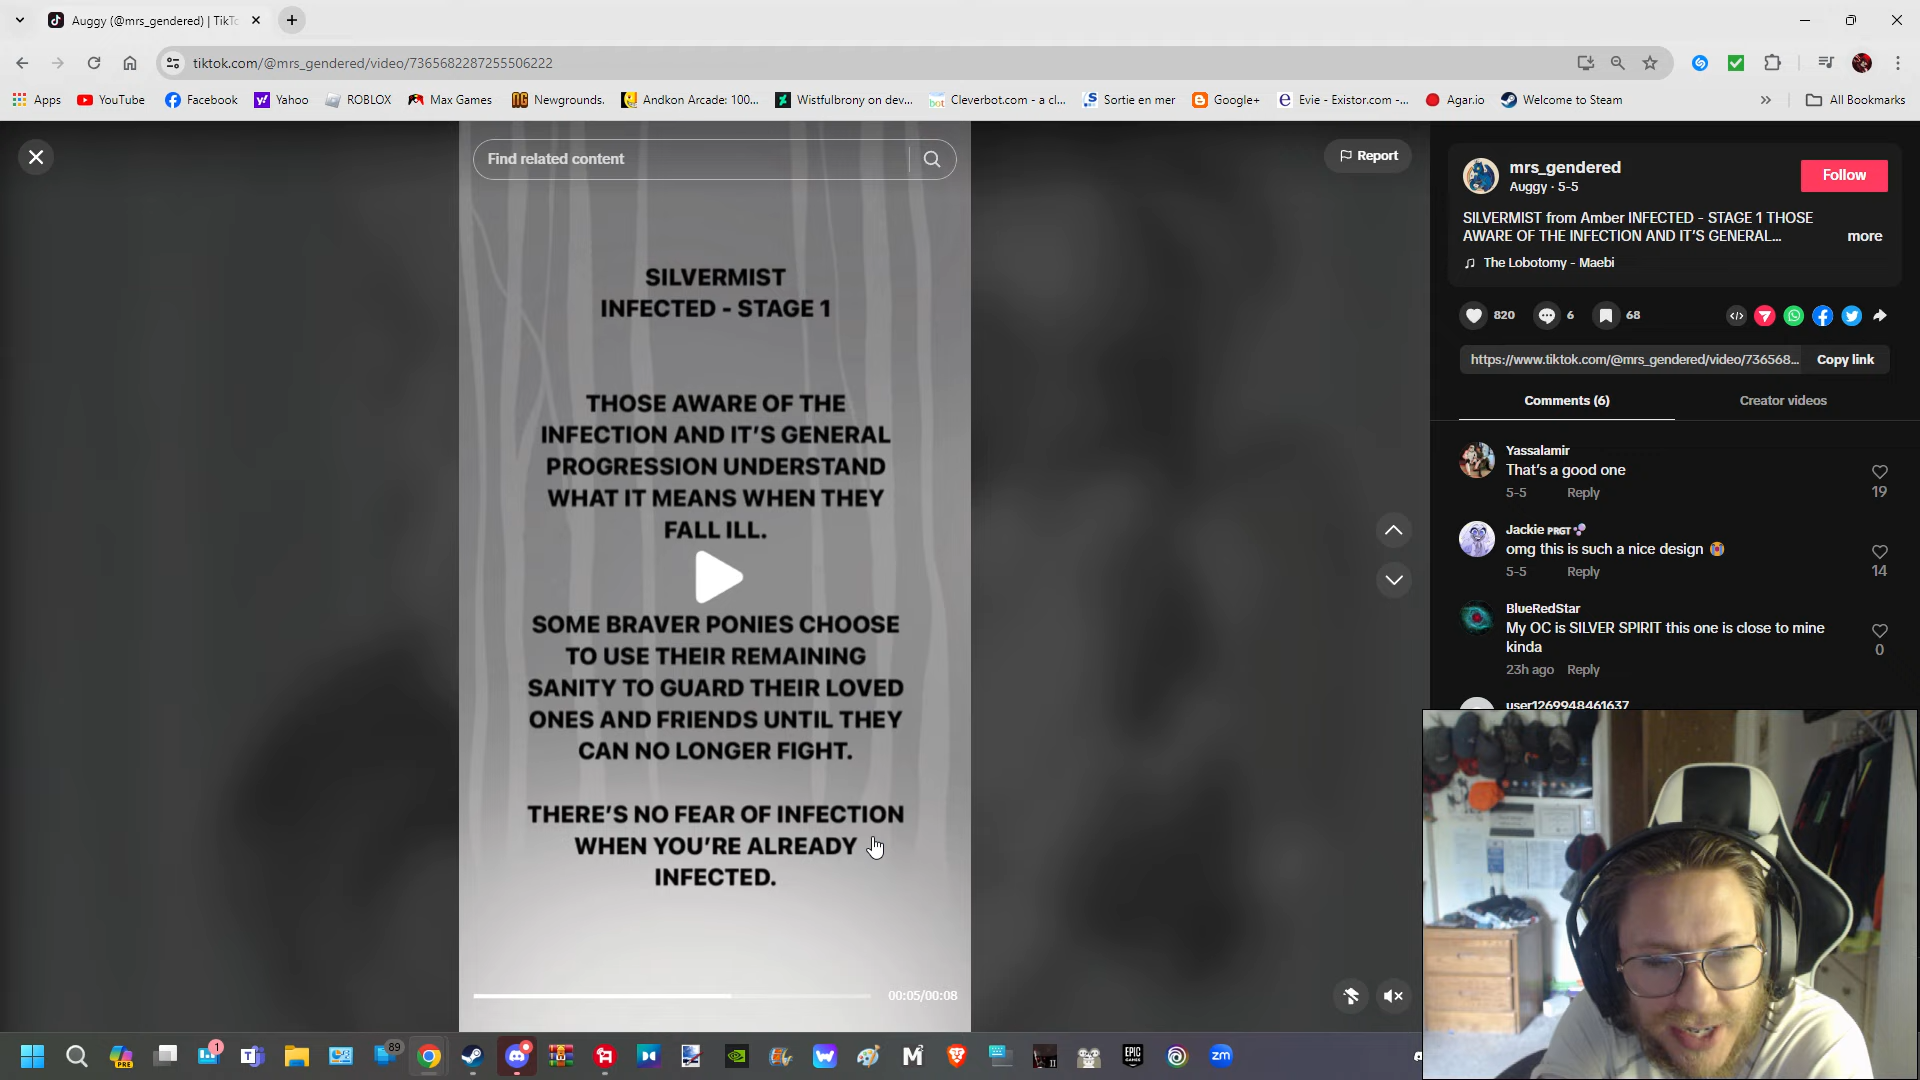 Auggy (@mrs_gendered) | TikTo
tiktok.com/@mrs_gendered/video/7365682287255506222
Apps
YouTube
Facebook
Yahoo
ROBLOX
Max Games
Newgrounds.
Andkon Arcade: 100...
Wistfulbrony on dev...
Cleverbot.com - a cl...
Sortie en mer
Google+
Evie - Existor.com -...
Agar.io
Welcome to Steam
All Bookmarks
Find related content
Report
SILVERMIST
INFECTED - STAGE 1
THOSE AWARE OF THE
INFECTION AND IT'S GENERAL
PROGRESSION UNDERSTAND
WHAT IT MEANS WHEN THEY
FALL ILL.
SOME BRAVER PONIES CHOOSE
TO USE THEIR REMAINING
SANITY TO GUARD THEIR LOVED
ONES AND FRIENDS UNTIL THEY
CAN NO LONGER FIGHT.
THERE'S NO FEAR OF INFECTION
WHEN YOU'RE ALREADY
INFECTED.
00:05/00:08
mrs_gendered
Auggy · 5-5
Follow
SILVERMIST from Amber INFECTED - STAGE 1 THOSE
AWARE OF THE INFECTION AND IT'S GENERAL...
more
The Lobotomy - Maebi
820
6
68
https://www.tiktok.com/@mrs_gendered/video/736568...
Copy link
Comments (6)
Creator videos
Yassalamir
That's a good one
5-5
Reply
19
Jackie PRGT
omg this is such a nice design
5-5
Reply
14
BlueRedStar
My OC is SILVER SPIRIT this one is close to mine
kinda
0
23h ago
Reply
user1269948461637
1
89
PRE
EPIC
GAMES
zm